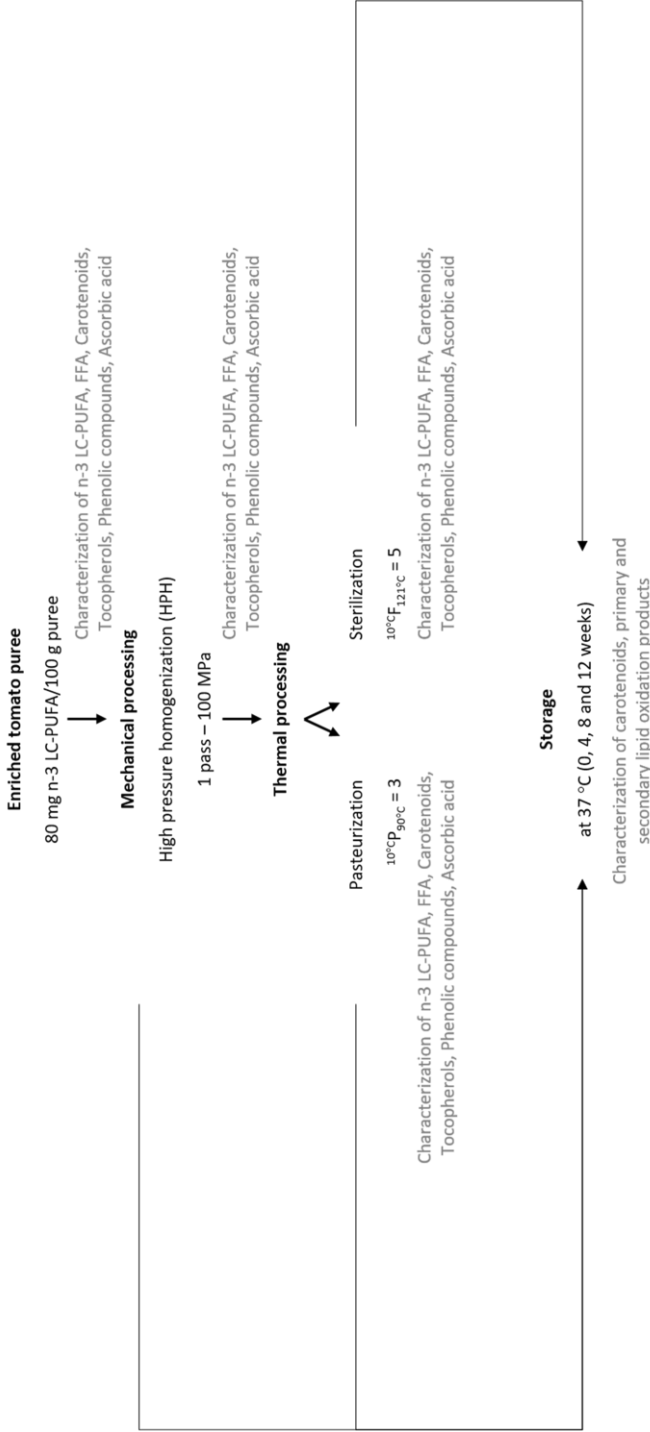 Enriched tomato puree
80 mg n-3 LC-PUFA/100 g puree
Characterization of n-3 LC-PUFA, FFA, Carotenoids,
Tocopherols, Phenolic compounds, Ascorbic acid
Mechanical processing
High pressure homogenization (HPH)
1 pass – 100 MPa
Characterization of n-3 LC-PUFA, FFA, Carotenoids,
Tocopherols, Phenolic compounds, Ascorbic acid
Thermal processing
Pasteurization
10°CP90°C = 3
Characterization of n-3 LC-PUFA, FFA, Carotenoids,
Tocopherols, Phenolic compounds, Ascorbic acid
Sterilization
10°CF121°C = 5
Characterization of n-3 LC-PUFA, FFA, Carotenoids,
Tocopherols, Phenolic compounds, Ascorbic acid
Storage
at 37 °C (0, 4, 8 and 12 weeks)
Characterization of carotenoids, primary and
secondary lipid oxidation products